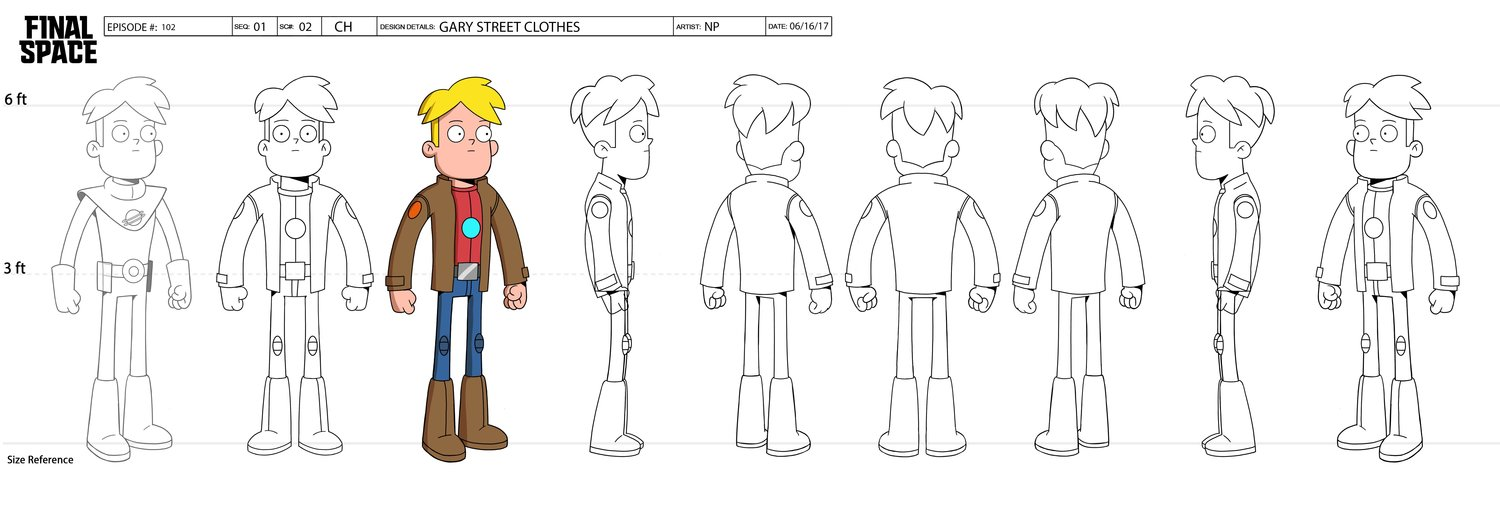 FINAL
SPACE
EPISODE #: 102 SEQ: 01 SC#: 02 CH DESIGN DETAILS: GARY STREET CLOTHES ARTIST: NP DATE: 06/16/17
6 ft
3 ft
Size Reference